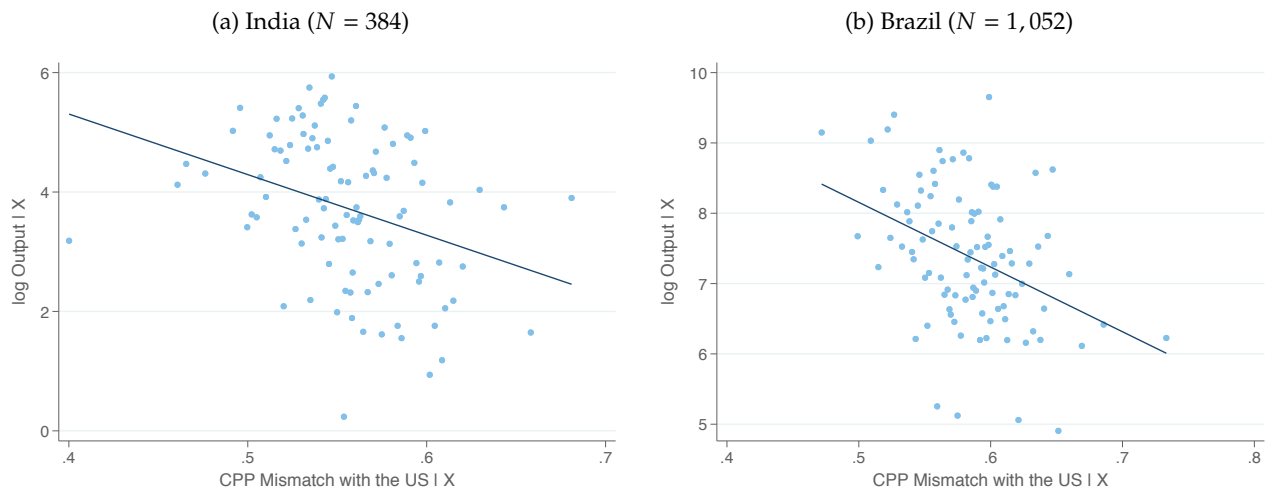 (a) India (N = 384)
6
4
2
0
.4 .5 .6 .7
log Output | X
CPP Mismatch with the US | X
(b) Brazil (N = 1, 052)
10
9
8
7
6
5
.4 .5 .6 .7 .8
log Output | X
CPP Mismatch with the US | X